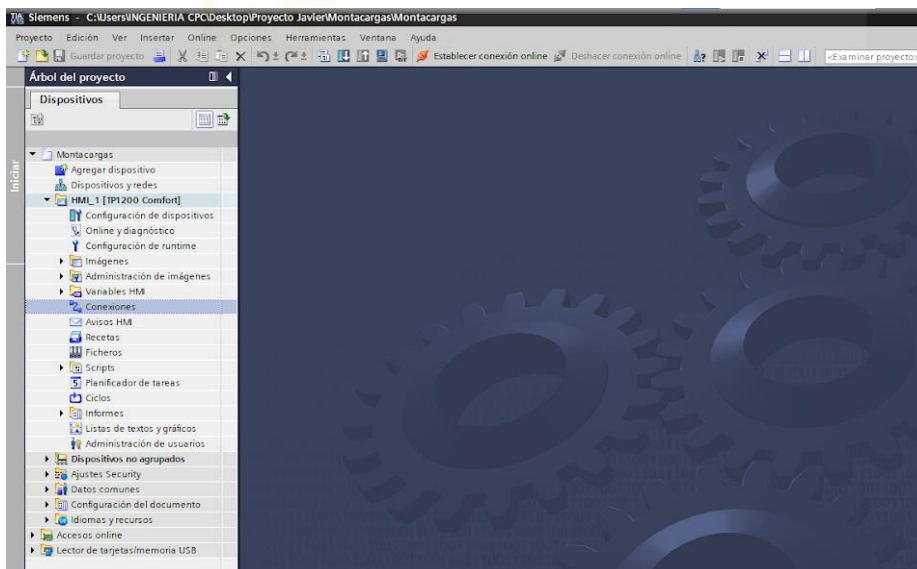 Siemens - C:\Users\INGENIERIA CPC\Desktop\Proyecto Javier\Montacargas\Montacargas
Proyecto Edición Ver Insertar Online Opciones Herramientas Ventana Ayuda
Guardar proyecto Establecer conexión online Deshacer conexión online <Examinar proyecto>
Árbol del proyecto
Dispositivos
Iniciar
Montacargas
Agregar dispositivo
Dispositivos y redes
HMI_1 [TP1200 Comfort]
Configuración de dispositivos
Online y diagnóstico
Configuración de runtime
Imágenes
Administración de imágenes
Variables HMI
Conexiones
Avisos HMI
Recetas
Ficheros
Scripts
Planificador de tareas
Ciclos
Informes
Listas de textos y gráficos
Administración de usuarios
Dispositivos no agrupados
Ajustes Security
Datos comunes
Configuración del documento
Idiomas y recursos
Accesos online
Lector de tarjetas/memoria USB